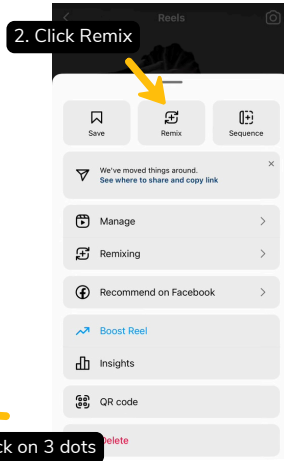 Reels
2. Click Remix
Save
Remix
Sequence
We've moved things around.
See where to share and copy link
Manage
Remixing
Recommend on Facebook
Boost Reel
Insights
QR code
Delete
ck on 3 dots